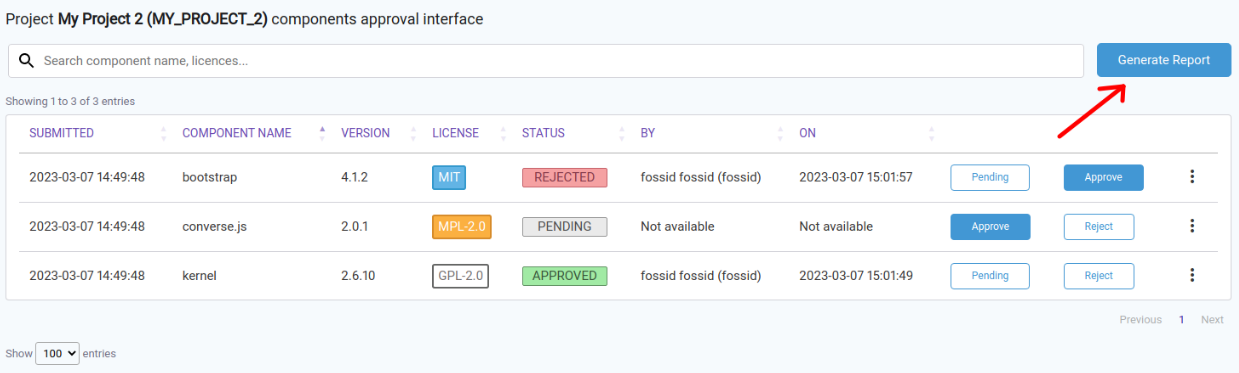 Project My Project 2 (MY_PROJECT_2) components approval interface
Search component name, licences...
Generate Report
Showing 1 to 3 of 3 entries
SUBMITTED COMPONENT NAME VERSION LICENSE STATUS BY ON
2023-03-07 14:49:48 bootstrap 4.1.2 MIT REJECTED fossid fossid (fossid) 2023-03-07 15:01:57 Pending Approve
2023-03-07 14:49:48 converse.js 2.0.1 MPL-2.0 PENDING Not available Not available Approve Reject
2023-03-07 14:49:48 kernel 2.6.10 GPL-2.0 APPROVED fossid fossid (fossid) 2023-03-07 15:01:49 Pending Reject
Previous 1 Next
Show 100 entries